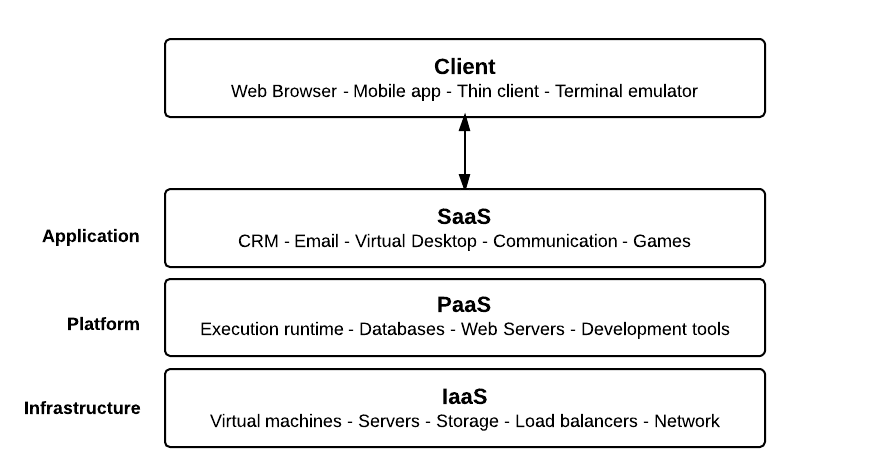 Client
Web Browser - Mobile app - Thin client - Terminal emulator
Application
SaaS
CRM - Email - Virtual Desktop - Communication - Games
Platform
PaaS
Execution runtime - Databases - Web Servers - Development tools
Infrastructure
IaaS
Virtual machines - Servers - Storage - Load balancers - Network